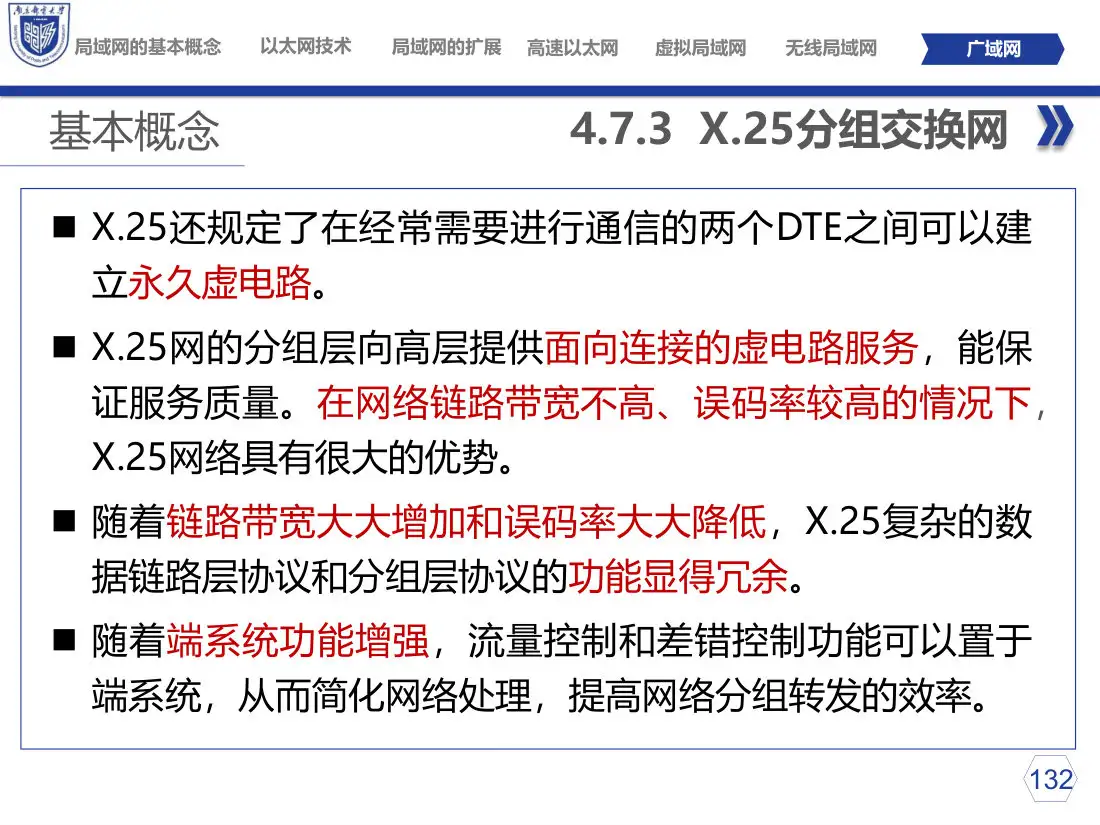 南京邮电大学
局域网的基本概念 以太网技术 局域网的扩展 高速以太网 虚拟局域网 无线局域网 广域网
基本概念
4.7.3 X.25分组交换网
■ X.25还规定了在经常需要进行通信的两个DTE之间可以建
立永久虚电路。
■ X.25网的分组层向高层提供面向连接的虚电路服务，能保
证服务质量。在网络链路带宽不高、误码率较高的情况下，
X.25网络具有很大的优势。
■ 随着链路带宽大大增加和误码率大大降低，X.25复杂的数
据链路层协议和分组层协议的功能显得冗余。
■ 随着端系统功能增强，流量控制和差错控制功能可以置于
端系统，从而简化网络处理，提高网络分组转发的效率。
132